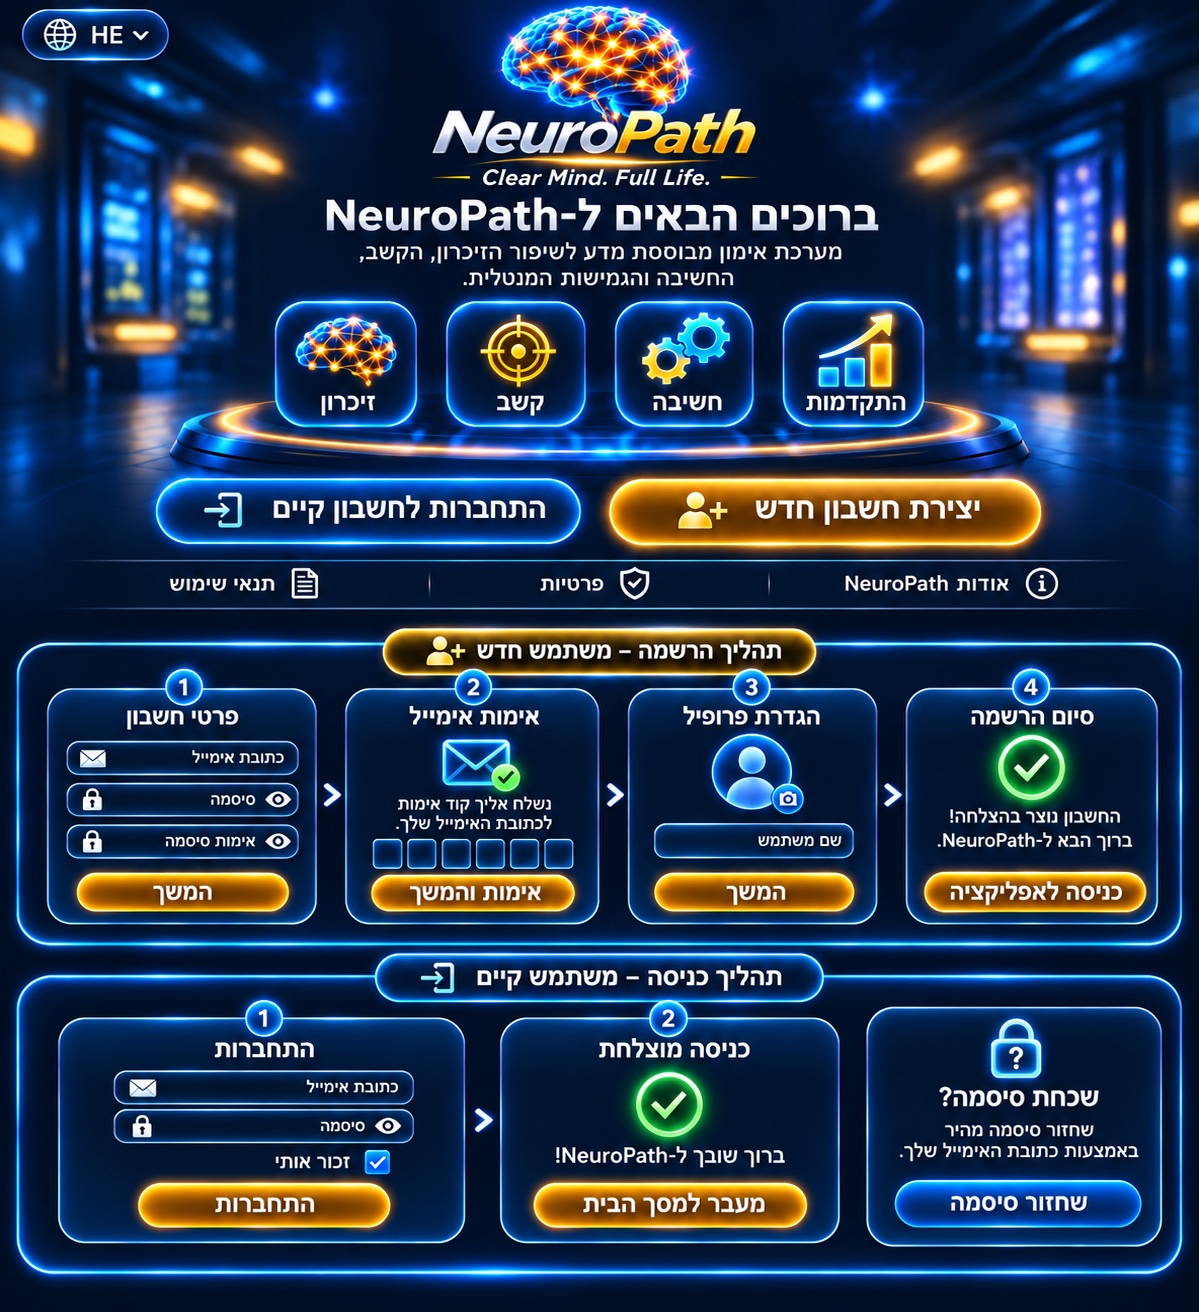 HE
NeuroPath
Clear Mind. Full Life.
ברוכים הבאים ל-NeuroPath
מערכת אימון מבוססת מדע לשיפור הזיכרון, הקשב,
החשיבה והגמישות המנטלית.
התקדמות
חשיבה
קשב
זיכרון
יצירת חשבון חדש
התחברות לחשבון קיים
אודות NeuroPath
פרטיות
תנאי שימוש
תהליך הרשמה – משתמש חדש
1
פרטי חשבון
כתובת אימייל
סיסמה
אימות סיסמה
המשך
2
אימות אימייל
נשלח אליך קוד אימות
לכתובת האימייל שלך.
אימות והמשך
3
הגדרת פרופיל
שם משתמש
המשך
4
סיום הרשמה
החשבון נוצר בהצלחה!
ברוך הבא ל-NeuroPath.
כניסה לאפליקציה
תהליך כניסה – משתמש קיים
1
התחברות
כתובת אימייל
סיסמה
זכור אותי
התחברות
2
כניסה מוצלחת
ברוך שובך ל-NeuroPath!
מעבר למסך הבית
?
שכחת סיסמה?
שחזור סיסמה מהיר
באמצעות כתובת האימייל שלך.
שחזור סיסמה